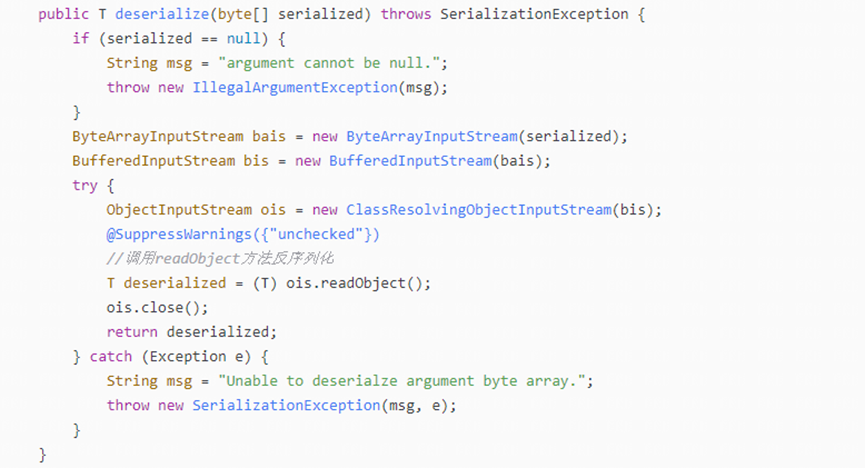 public T deserialize(byte[] serialized) throws SerializationException {
if (serialized == null) {
String msg = "argument cannot be null.";
throw new IllegalArgumentException(msg);
}
ByteArrayInputStream bais = new ByteArrayInputStream(serialized);
BufferedInputStream bis = new BufferedInputStream(bais);
try {
ObjectInputStream ois = new ClassResolvingObjectInputStream(bis);
@SuppressWarnings({"unchecked"})
//调用readObject方法反序列化
T deserialized = (T) ois.readObject();
ois.close();
return deserialized;
} catch (Exception e) {
String msg = "Unable to deserialze argument byte array.";
throw new SerializationException(msg, e);
}
}